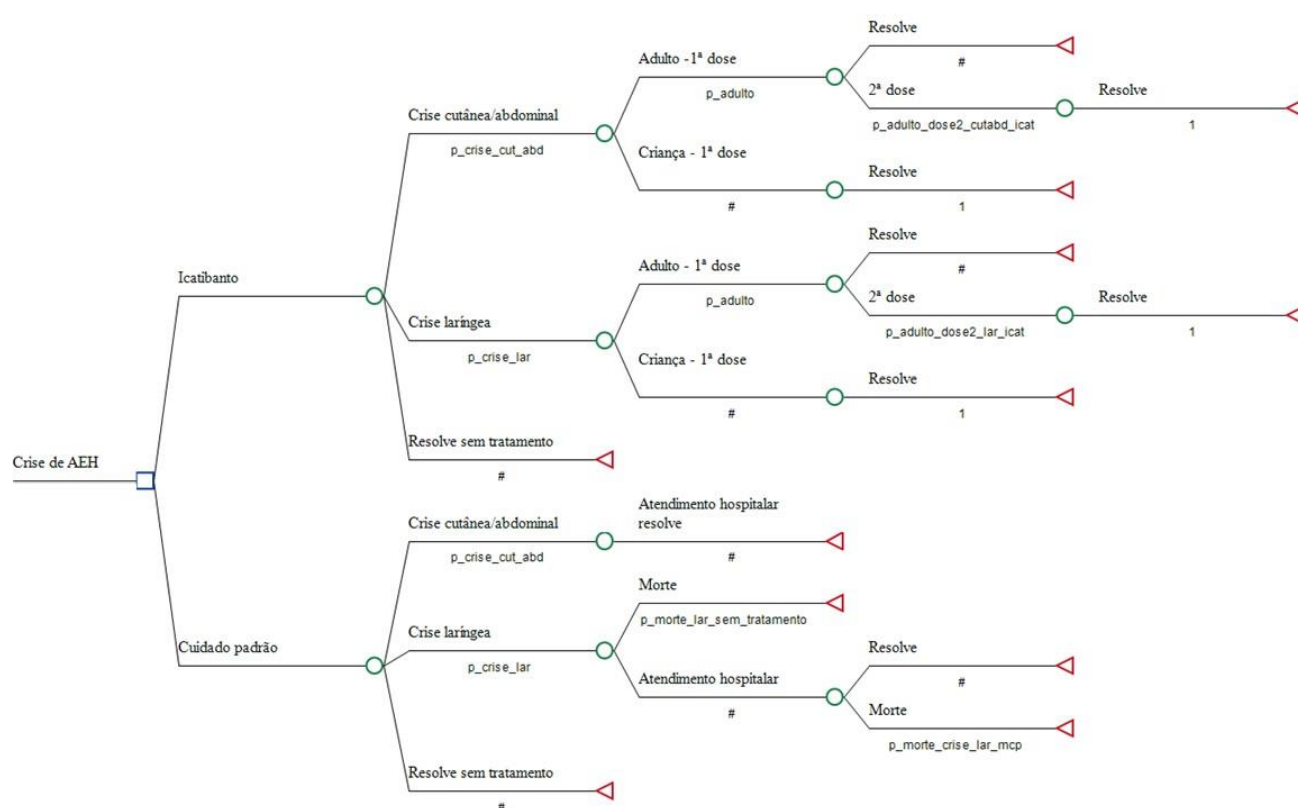 Resolve
#
Adulto -1ª dose
p_adulto
2ª dose
p_adulto_dose2_cutabd_icat
Resolve
1
Crise cutânea/abdominal
p_crise_cut_abd
Criança - 1ª dose
#
Resolve
1
Icatibanto
Resolve
#
Adulto - 1ª dose
p_adulto
2ª dose
p_adulto_dose2_lar_icat
Resolve
1
Crise laríngea
p_crise_lar
Criança - 1ª dose
#
Resolve
1
Resolve sem tratamento
#
Crise de AEH
Crise cutânea/abdominal
p_crise_cut_abd
Atendimento hospitalar
resolve
#
Cuidado padrão
Morte
p_morte_lar_sem_tratamento
Crise laríngea
p_crise_lar
Atendimento hospitalar
#
Resolve
#
Morte
p_morte_crise_lar_mcp
Resolve sem tratamento
#